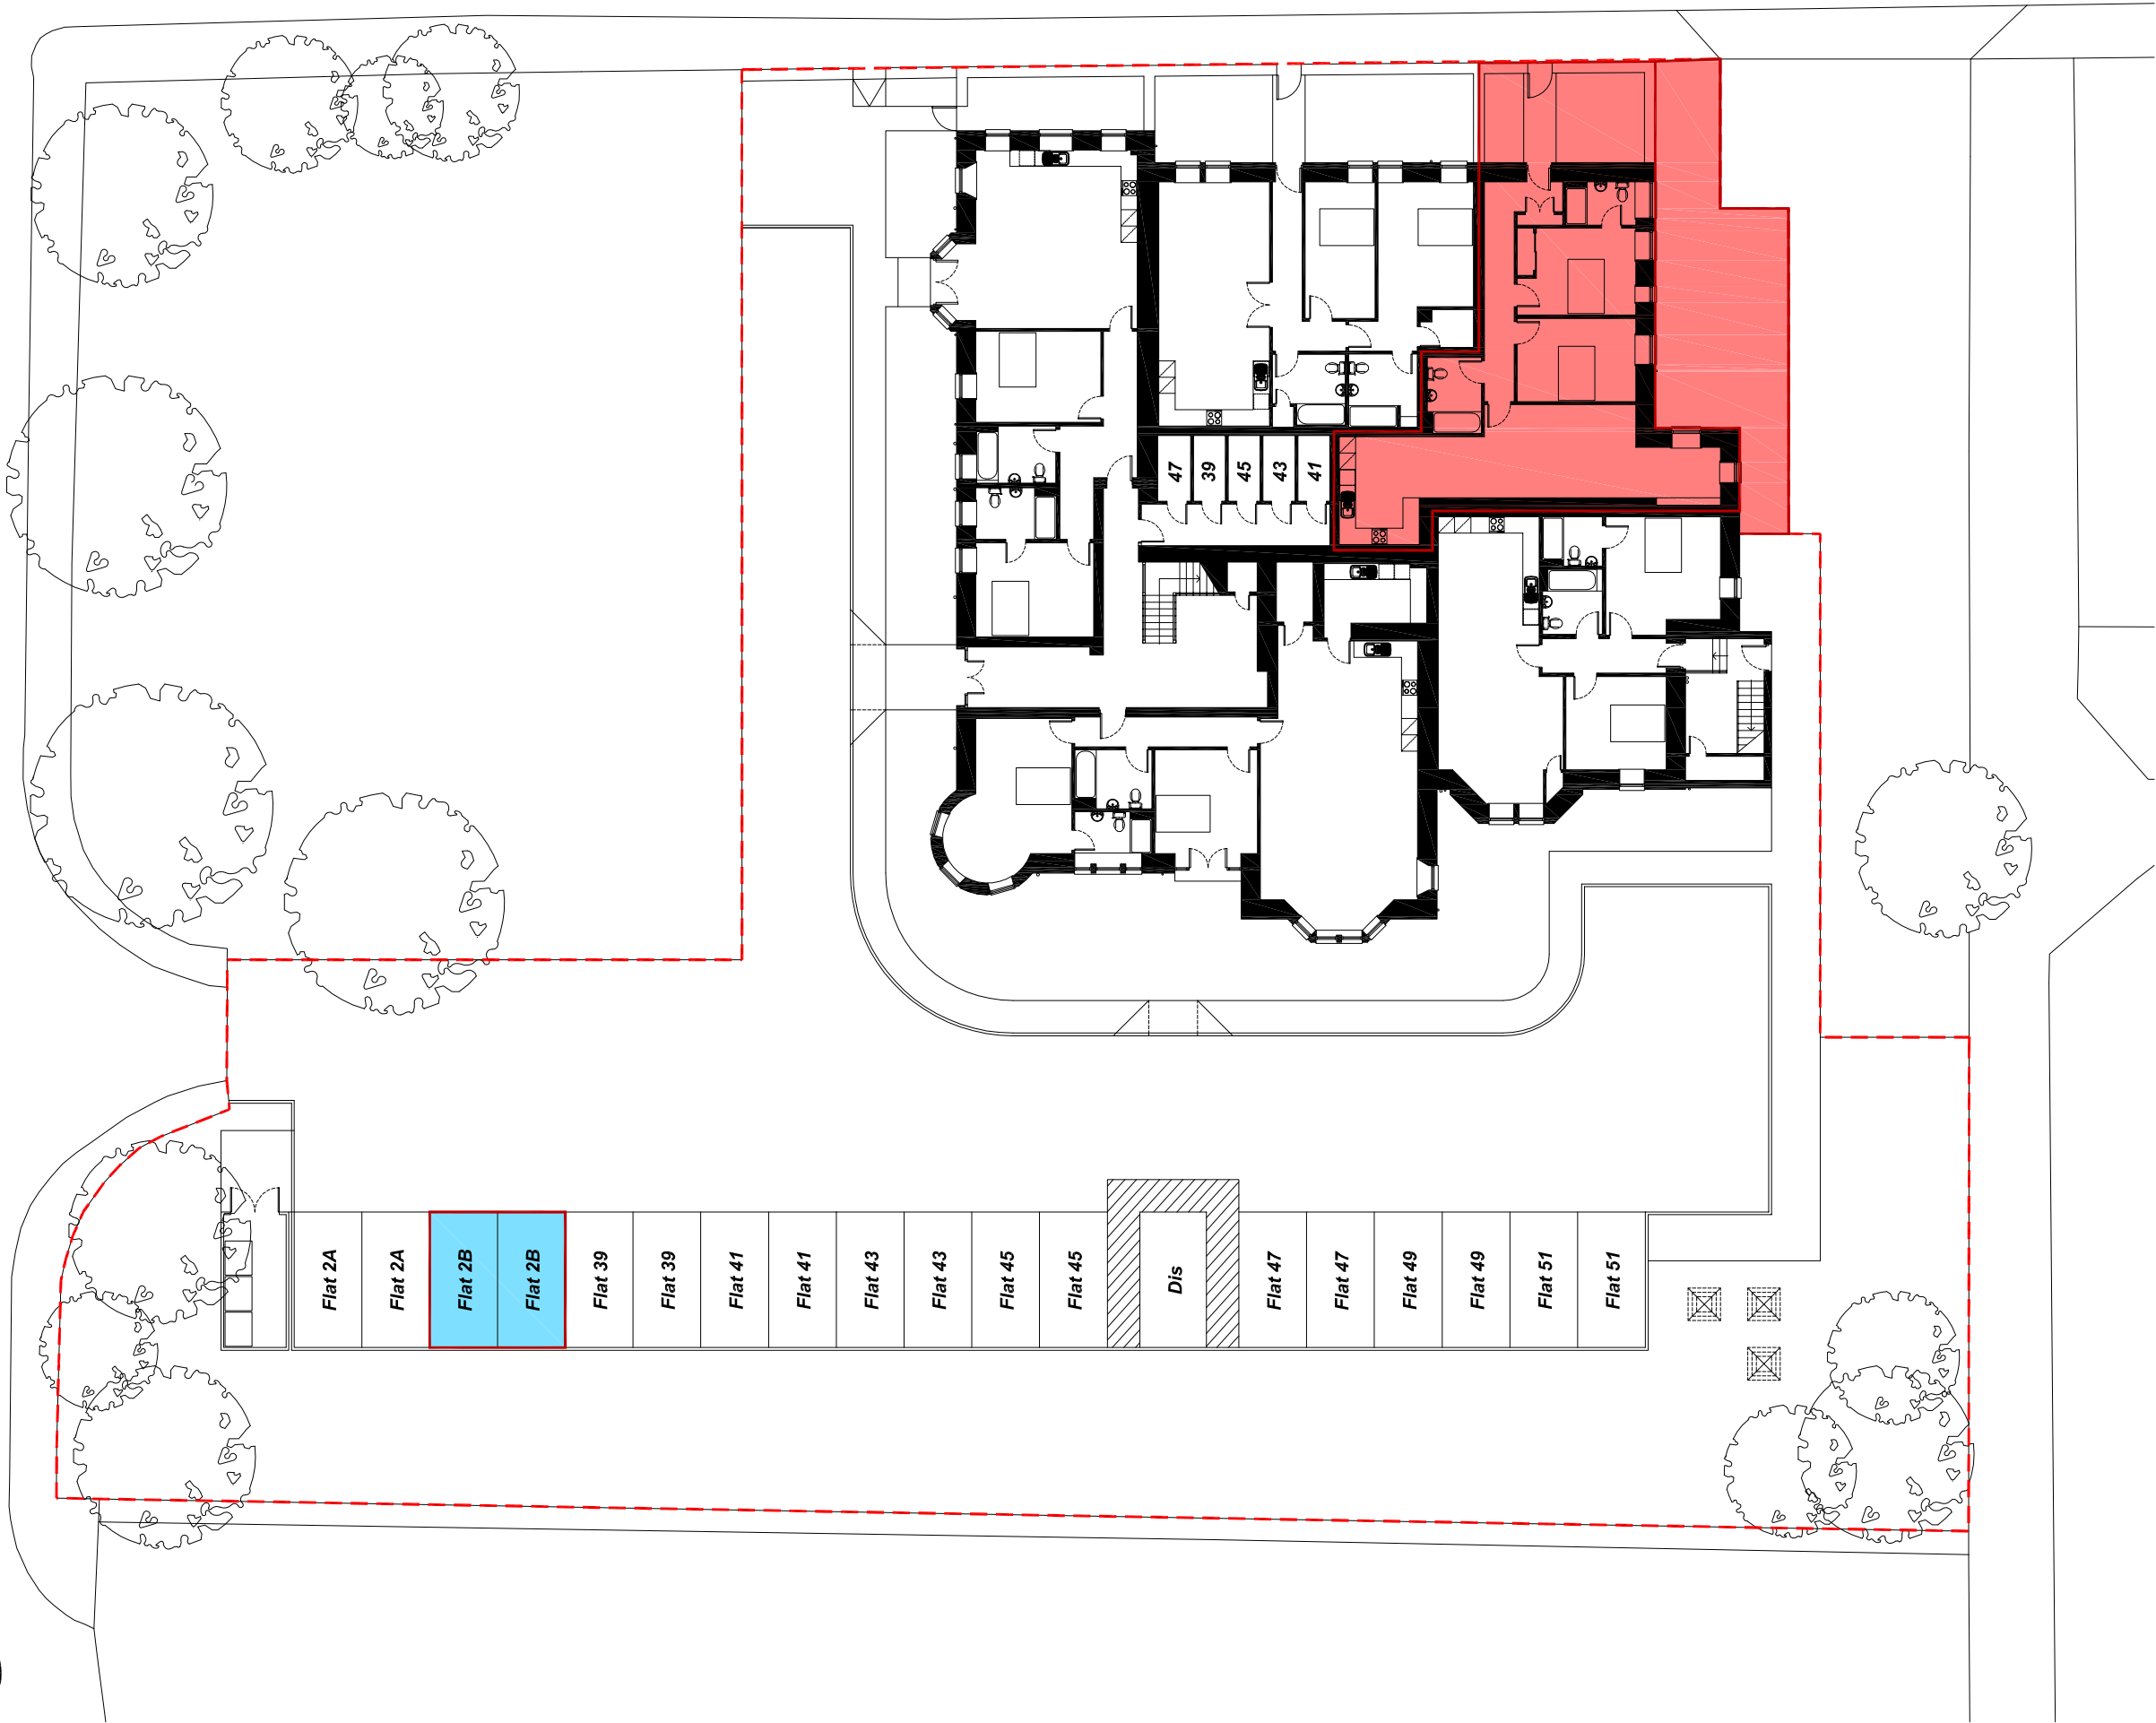 47
39
45
43
41
Flat 2A
Flat 2A
Flat 2B
Flat 2B
Flat 39
Flat 39
Flat 41
Flat 41
Flat 43
Flat 43
Flat 45
Flat 45
Dis
Flat 47
Flat 47
Flat 49
Flat 49
Flat 51
Flat 51